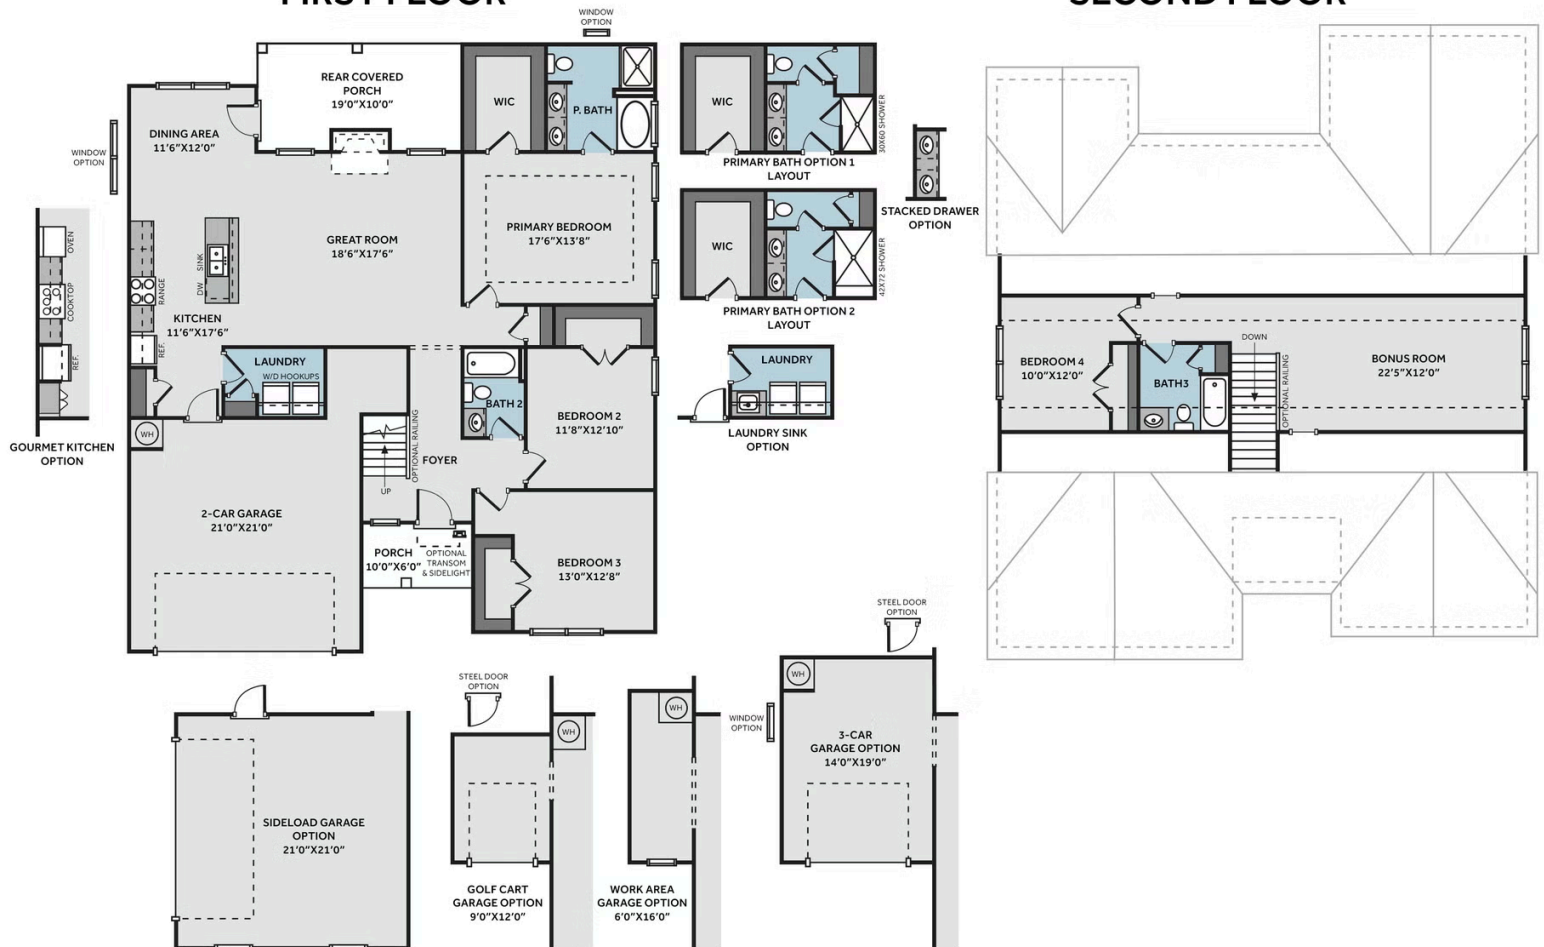 FIRST FLOOR
SECOND FLOOR
WINDOW
OPTION
REAR COVERED
PORCH
19'0"X10'0"
WIC
P. BATH
DINING AREA
11'6"X12'0"
WINDOW
OPTION
PRIMARY BEDROOM
17'6"X13'8"
GREAT ROOM
18'6"X17'6"
SINK
DW
RANGE
KITCHEN
11'6"X17'6"
REF.
LAUNDRY
W/D HOOKUPS
BATH 2
BEDROOM 2
11'8"X12'10"
WH
OPTIONAL RAILING
FOYER
UP
2-CAR GARAGE
21'0"X21'0"
PORCH
10'0"X6'0"
OPTIONAL
TRANSOM
& SIDELIGHT
BEDROOM 3
13'0"X12'8"
OVEN
COOKTOP
REF.
GOURMET KITCHEN
OPTION
WIC
30X60 SHOWER
PRIMARY BATH OPTION 1
LAYOUT
WIC
42X72 SHOWER
PRIMARY BATH OPTION 2
LAYOUT
STACKED DRAWER
OPTION
LAUNDRY
LAUNDRY SINK
OPTION
BEDROOM 4
10'0"X12'0"
BATH3
DOWN
OPTIONAL RAILING
BONUS ROOM
22'5"X12'0"
SIDELOAD GARAGE
OPTION
21'0"X21'0"
STEEL DOOR
OPTION
WH
GOLF CART
GARAGE OPTION
9'0"X12'0"
WH
WORK AREA
GARAGE OPTION
6'0"X16'0"
STEEL DOOR
OPTION
WH
WINDOW
OPTION
3-CAR
GARAGE OPTION
14'0"X19'0"